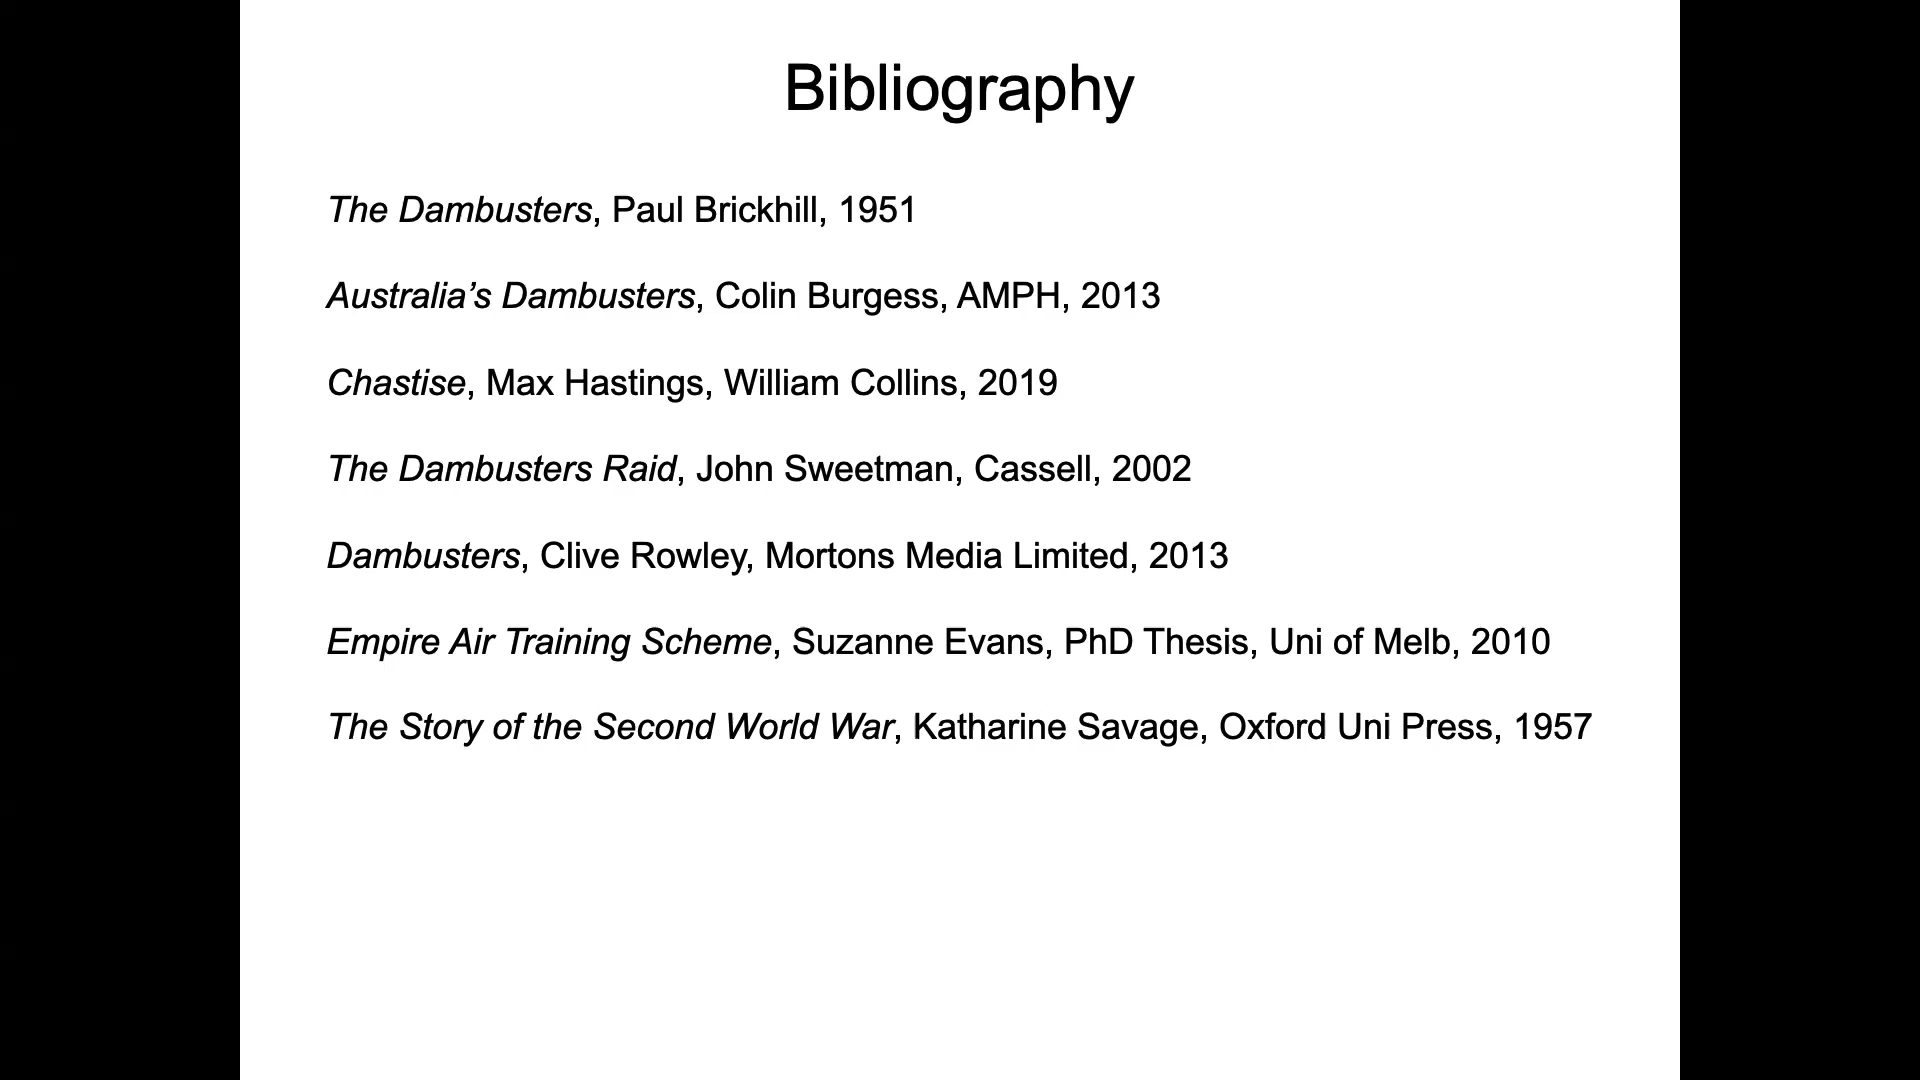 Bibliography
The Dambusters, Paul Brickhill, 1951
Australia’s Dambusters, Colin Burgess, AMPH, 2013
Chastise, Max Hastings, William Collins, 2019
The Dambusters Raid, John Sweetman, Cassell, 2002
Dambusters, Clive Rowley, Mortons Media Limited, 2013
Empire Air Training Scheme, Suzanne Evans, PhD Thesis, Uni of Melb, 2010
The Story of the Second World War, Katharine Savage, Oxford Uni Press, 1957